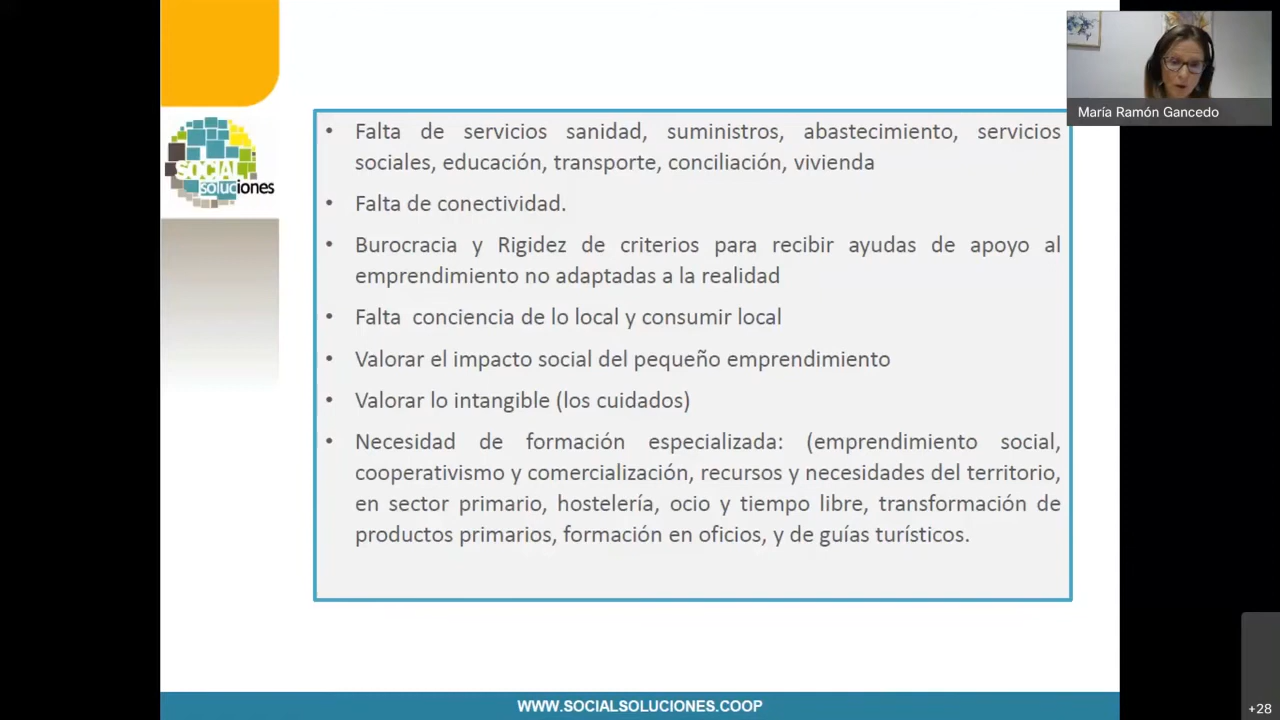 María Ramón Gancedo
SOCIAL
soluciones
• Falta de servicios sanidad, suministros, abastecimiento, servicios
sociales, educación, transporte, conciliación, vivienda
• Falta de conectividad.
• Burocracia y Rigidez de criterios para recibir ayudas de apoyo al
emprendimiento no adaptadas a la realidad
• Falta conciencia de lo local y consumir local
• Valorar el impacto social del pequeño emprendimiento
• Valorar lo intangible (los cuidados)
• Necesidad de formación especializada: (emprendimiento social,
cooperativismo y comercialización, recursos y necesidades del territorio,
en sector primario, hostelería, ocio y tiempo libre, transformación de
productos primarios, formación en oficios, y de guías turísticos.
WWW.SOCIALSOLUCIONES.COOP
+28